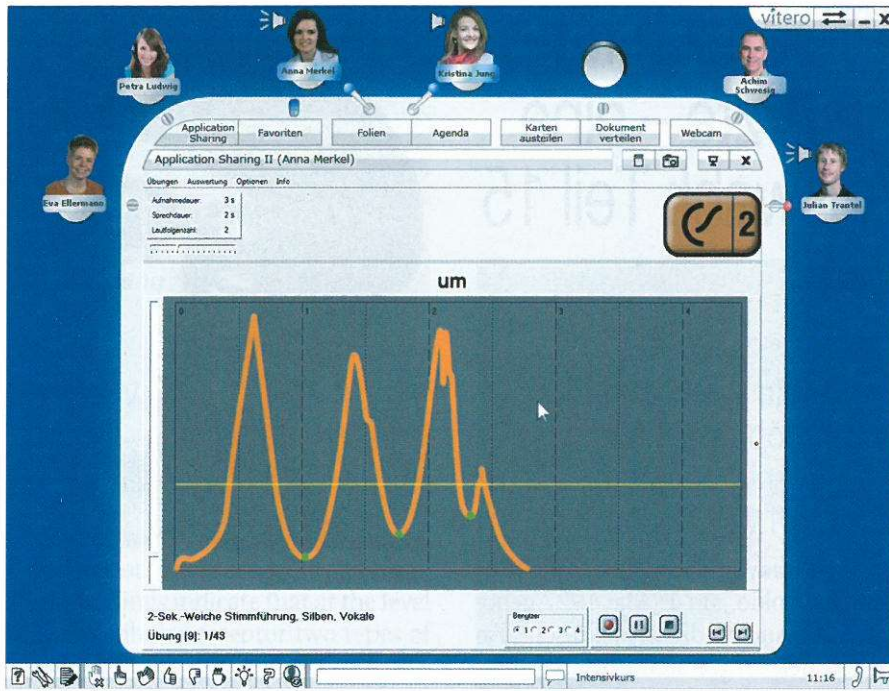 vitero
Petra Ludwig
Anna Merkel
Kristina Jung
Achim Schwesig
Eva Ellermann
Julian Trantel
Application Sharing
Favoriten
Folien
Agenda
Karten austeilen
Dokument verteilen
Webcam
Application Sharing II (Anna Merkel)
Übungen Auswertung Optionen Info
Aufnahmedauer: 3 s
Sprechdauer: 2 s
Lautfolgenzahl: 2
2
um
0 1 2 3 4
2-Sek.-Weiche Stimmführung, Silben, Vokale
Übung [9]: 1/43
Benutzer
1 2 3 4
Intensivkurs
11:16